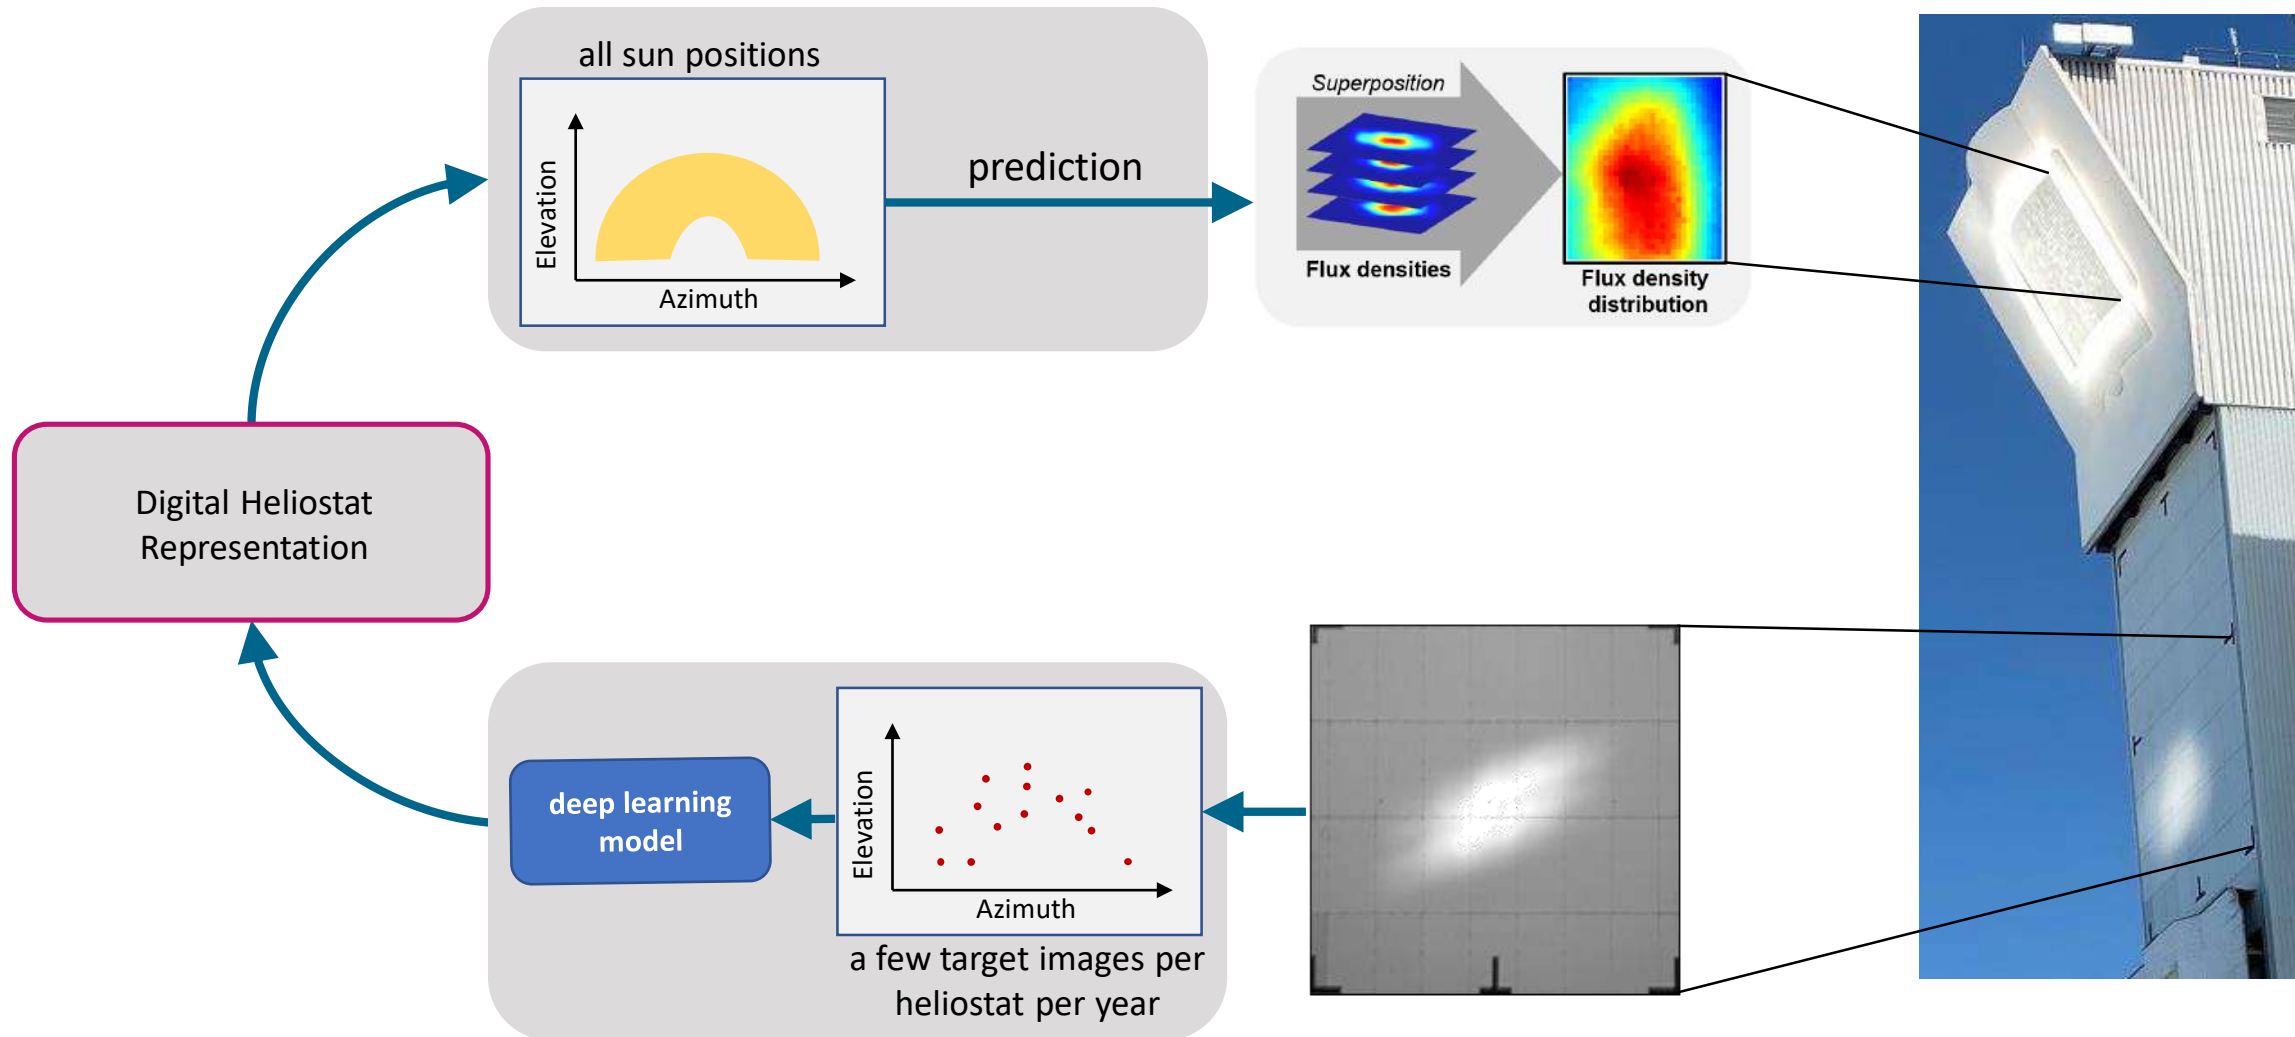 all sun positions
Elevation
Azimuth
prediction
Superposition
Flux densities
Flux density
distribution
Digital Heliostat
Representation
deep learning
model
Elevation
Azimuth
a few target images per
heliostat per year